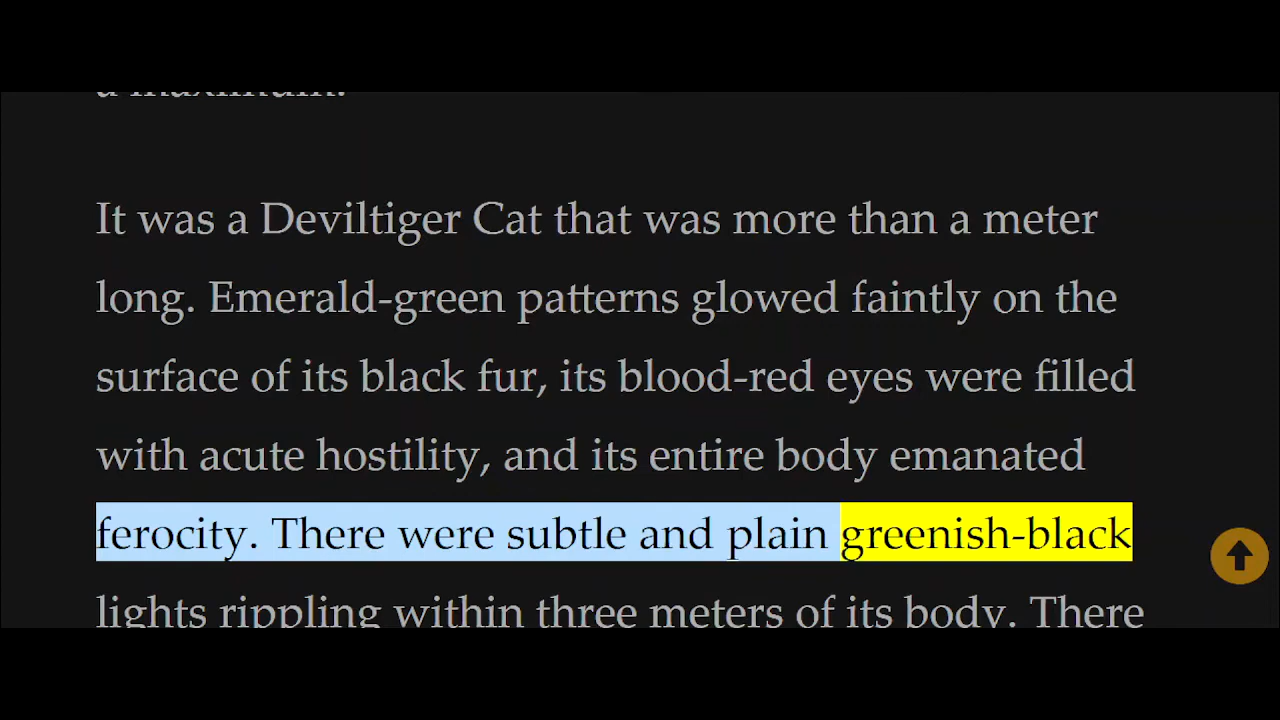 a maximum.
It was a Deviltiger Cat that was more than a meter
long. Emerald-green patterns glowed faintly on the
surface of its black fur, its blood-red eyes were filled
with acute hostility, and its entire body emanated
ferocity. There were subtle and plain greenish-black
lights rippling within three meters of its body. There